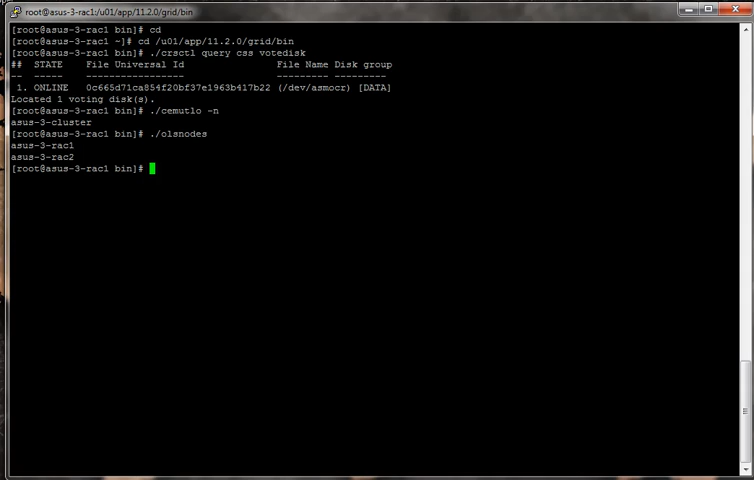 root@asus-3-rac1:/u01/app/11.2.0/grid/bin
[root@asus-3-rac1 bin]# cd
[root@asus-3-rac1 ~]# cd /u01/app/11.2.0/grid/bin
[root@asus-3-rac1 bin]# ./crsctl query css votedisk
##  STATE    File Universal Id                File Name Disk group
--  -----    -----------------                --------- ---------
 1. ONLINE   0c665d71ca854f20bf37e1963b417b22 (/dev/asmocr) [DATA]
Located 1 voting disk(s).
[root@asus-3-rac1 bin]# ./cemutlo -n
asus-3-cluster
[root@asus-3-rac1 bin]# ./olsnodes
asus-3-rac1
asus-3-rac2
[root@asus-3-rac1 bin]#